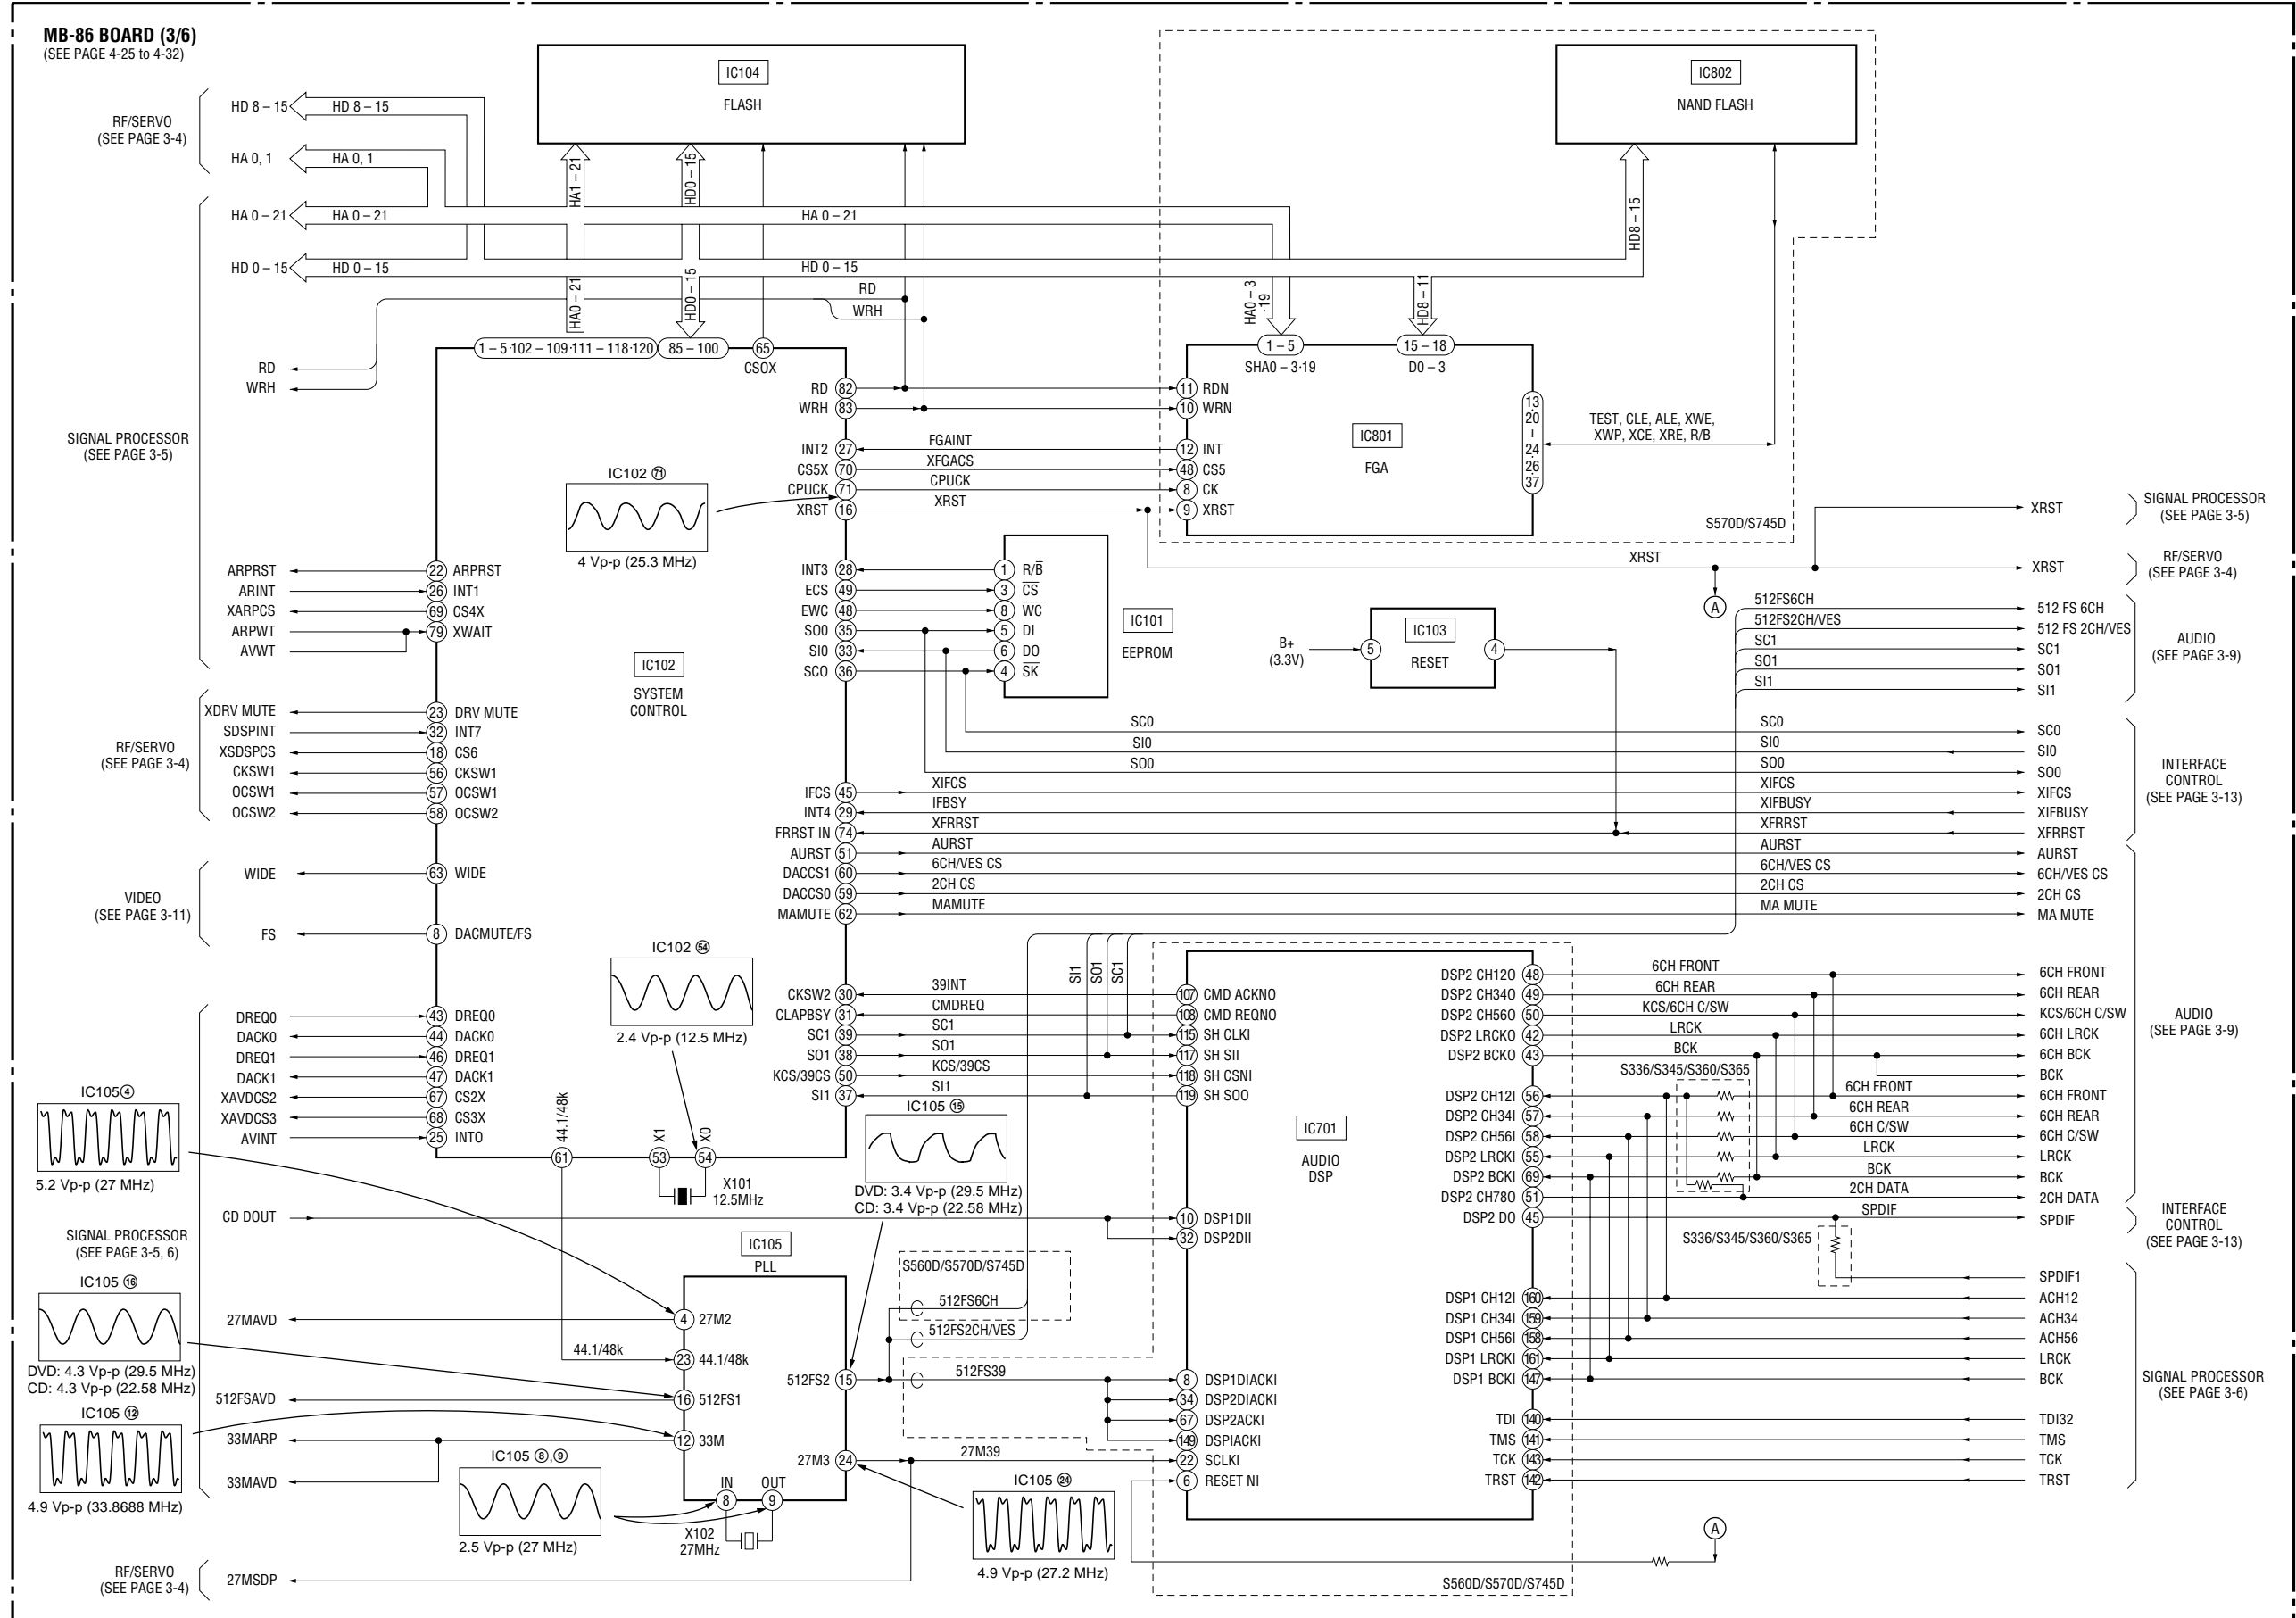 MB-86 BOARD (3/6)
(SEE PAGE 4-25 to 4-32)
IC104
FLASH
IC802
NAND FLASH
RF/SERVO
(SEE PAGE 3-4)
HD 8 – 15
HD 8 – 15
HA 0, 1
HA 0, 1
HA1 – 21
HD0 – 15
HD8 – 15
HA 0 – 21
HA 0 – 21
HA 0 – 21
HD 0 – 15
HD 0 – 15
HD 0 – 15
HA0 – 21
HD0 – 15
RD
WRH
HA0 – 3
·19
HD8 – 11
RD
WRH
SIGNAL PROCESSOR
(SEE PAGE 3-5)
1 – 5·102 – 109·111 – 118·120
85 – 100
65
CSOX
1 – 5
SHA0 – 3·19
15 – 18
D0 – 3
RD 82
WRH 83
INT2 27
CS5X 70
CPUCK 71
XRST 16
FGAINT
XFGACS
CPUCK
XRST
11 RDN
10 WRN
12 INT
48 CS5
8 CK
9 XRST
IC801
FGA
13
20
–
24
26
37
TEST, CLE, ALE, XWE,
XWP, XCE, XRE, R/B
S570D/S745D
IC102 71
4 Vp-p (25.3 MHz)
XRST
SIGNAL PROCESSOR
(SEE PAGE 3-5)
XRST
XRST
RF/SERVO
(SEE PAGE 3-4)
A
ARPRST
ARINT
XARPCS
ARPWT
AVWT
22 ARPRST
26 INT1
69 CS4X
79 XWAIT
INT3 28
ECS 49
EWC 48
SO0 35
SI0 33
SCO 36
1 R/B
3 CS
8 WC
5 DI
6 DO
4 SK
IC101
EEPROM
B+
(3.3V)
5
IC103
RESET
4
512FS6CH
512FS2CH/VES
SC1
SO1
SI1
512 FS 6CH
512 FS 2CH/VES
SC1
SO1
SI1
AUDIO
(SEE PAGE 3-9)
IC102
SYSTEM
CONTROL
RF/SERVO
(SEE PAGE 3-4)
XDRV MUTE
SDSPINT
XSDSPCS
CKSW1
OCSW1
OCSW2
23 DRV MUTE
32 INT7
18 CS6
56 CKSW1
57 OCSW1
58 OCSW2
SC0
SI0
SO0
SC0
SI0
SO0
SC0
SI0
SO0
XIFCS
XIFBUSY
XFRRST
INTERFACE
CONTROL
(SEE PAGE 3-13)
IFCS 45
INT4 29
FRRST IN 74
AURST 51
DACCS1 60
DACCS0 59
MAMUTE 62
XIFCS
IFBSY
XFRRST
AURST
6CH/VES CS
2CH CS
MAMUTE
XIFCS
XIFBUSY
XFRRST
AURST
6CH/VES CS
2CH CS
MA MUTE
AURST
6CH/VES CS
2CH CS
MA MUTE
VIDEO
(SEE PAGE 3-11)
WIDE
FS
63 WIDE
8 DACMUTE/FS
IC102 54
2.4 Vp-p (12.5 MHz)
SI1
SO1
SC1
CKSW2 30
CLAPBSY 31
SC1 39
SO1 38
KCS/39CS 50
SI1 37
39INT
CMDREQ
SC1
SO1
KCS/39CS
SI1
107 CMD ACKNO
108 CMD REQNO
115 SH CLKI
117 SH SII
118 SH CSNI
119 SH SOO
DSP2 CH12O 48
DSP2 CH34O 49
DSP2 CH56O 50
DSP2 LRCKO 42
DSP2 BCKO 43
6CH FRONT
6CH REAR
KCS/6CH C/SW
LRCK
BCK
6CH FRONT
6CH REAR
KCS/6CH C/SW
6CH LRCK
6CH BCK
BCK
6CH FRONT
6CH REAR
6CH C/SW
LRCK
BCK
2CH DATA
AUDIO
(SEE PAGE 3-9)
S336/S345/S360/S365
DSP2 CH12I 56
DSP2 CH34I 57
DSP2 CH56I 58
DSP2 LRCKI 55
DSP2 BCKI 69
DSP2 CH78O 51
DSP2 DO 45
6CH FRONT
6CH REAR
6CH C/SW
LRCK
BCK
2CH DATA
SPDIF
SPDIF
INTERFACE
CONTROL
(SEE PAGE 3-13)
S336/S345/S360/S365
IC701
AUDIO
DSP
DREQ0
DACK0
DREQ1
DACK1
XAVDCS2
XAVDCS3
AVINT
43 DREQ0
44 DACK0
46 DREQ1
47 DACK1
67 CS2X
68 CS3X
25 INTO
44.1/48k
61
X1
53
X0
54
X101
12.5MHz
IC105 4
5.2 Vp-p (27 MHz)
IC105 15
DVD: 3.4 Vp-p (29.5 MHz)
CD: 3.4 Vp-p (22.58 MHz)
CD DOUT
10 DSP1DII
32 DSP2DII
SIGNAL PROCESSOR
(SEE PAGE 3-5, 6)
IC105
PLL
S560D/S570D/S745D
512FS6CH
512FS2CH/VES
512FS39
IC105 16
DVD: 4.3 Vp-p (29.5 MHz)
CD: 4.3 Vp-p (22.58 MHz)
27MAVD
512FSAVD
33MARP
33MAVD
4 27M2
44.1/48k
23 44.1/48k
16 512FS1
12 33M
512FS2 15
27M3 24
27M39
IC105 12
4.9 Vp-p (33.8688 MHz)
IC105 8,9
2.5 Vp-p (27 MHz)
IN
8
OUT
9
X102
27MHz
IC105 24
4.9 Vp-p (27.2 MHz)
8 DSP1DIACKI
34 DSP2DIACKI
67 DSP2ACKI
149 DSPIACKI
22 SCLKI
6 RESET NI
DSP1 CH12I 160
DSP1 CH34I 159
DSP1 CH56I 158
DSP1 LRCKI 161
DSP1 BCKI 147
TDI 140
TMS 141
TCK 143
TRST 142
SPDIF1
ACH12
ACH34
ACH56
LRCK
BCK
TDI32
TMS
TCK
TRST
SIGNAL PROCESSOR
(SEE PAGE 3-6)
A
RF/SERVO
(SEE PAGE 3-4)
27MSDP
S560D/S570D/S745D